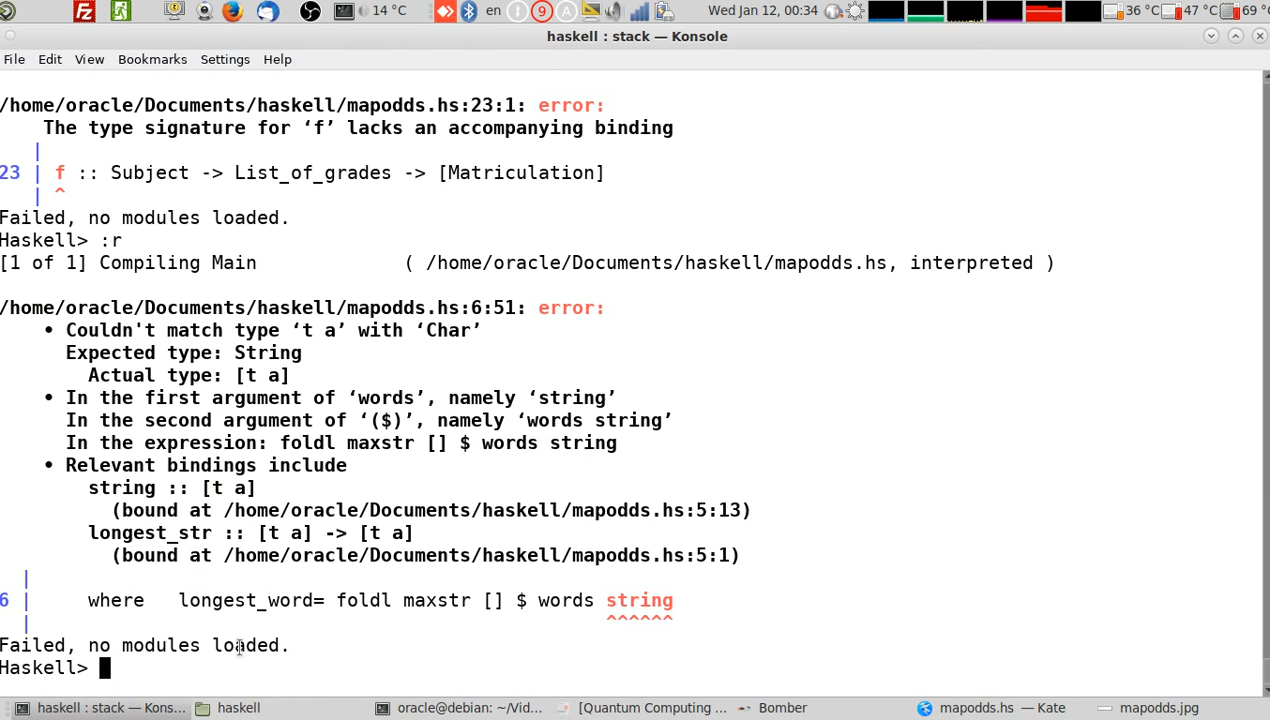 14 °C en 9 A Wed Jan 12, 00:34 36 °C 47 °C 69°
haskell : stack — Konsole
File Edit View Bookmarks Settings Help
/home/oracle/Documents/haskell/mapodds.hs:23:1: error:
The type signature for ‘f’ lacks an accompanying binding
|
23 | f :: Subject -> List_of_grades -> [Matriculation]
| ^
Failed, no modules loaded.
Haskell> :r
[1 of 1] Compiling Main ( /home/oracle/Documents/haskell/mapodds.hs, interpreted )
/home/oracle/Documents/haskell/mapodds.hs:6:51: error:
• Couldn't match type ‘t a’ with ‘Char’
Expected type: String
Actual type: [t a]
• In the first argument of ‘words’, namely ‘string’
In the second argument of ‘($)’, namely ‘words string’
In the expression: foldl maxstr [] $ words string
• Relevant bindings include
string :: [t a]
(bound at /home/oracle/Documents/haskell/mapodds.hs:5:13)
longest_str :: [t a] -> [t a]
(bound at /home/oracle/Documents/haskell/mapodds.hs:5:1)
|
6 | where longest_word= foldl maxstr [] $ words string
| ^^^^^^
Failed, no modules loaded.
Haskell>
haskell : stack — Kons... haskell oracle@debian: ~/Vid... [Quantum Computing ... Bomber mapodds.hs — Kate mapodds.jpg